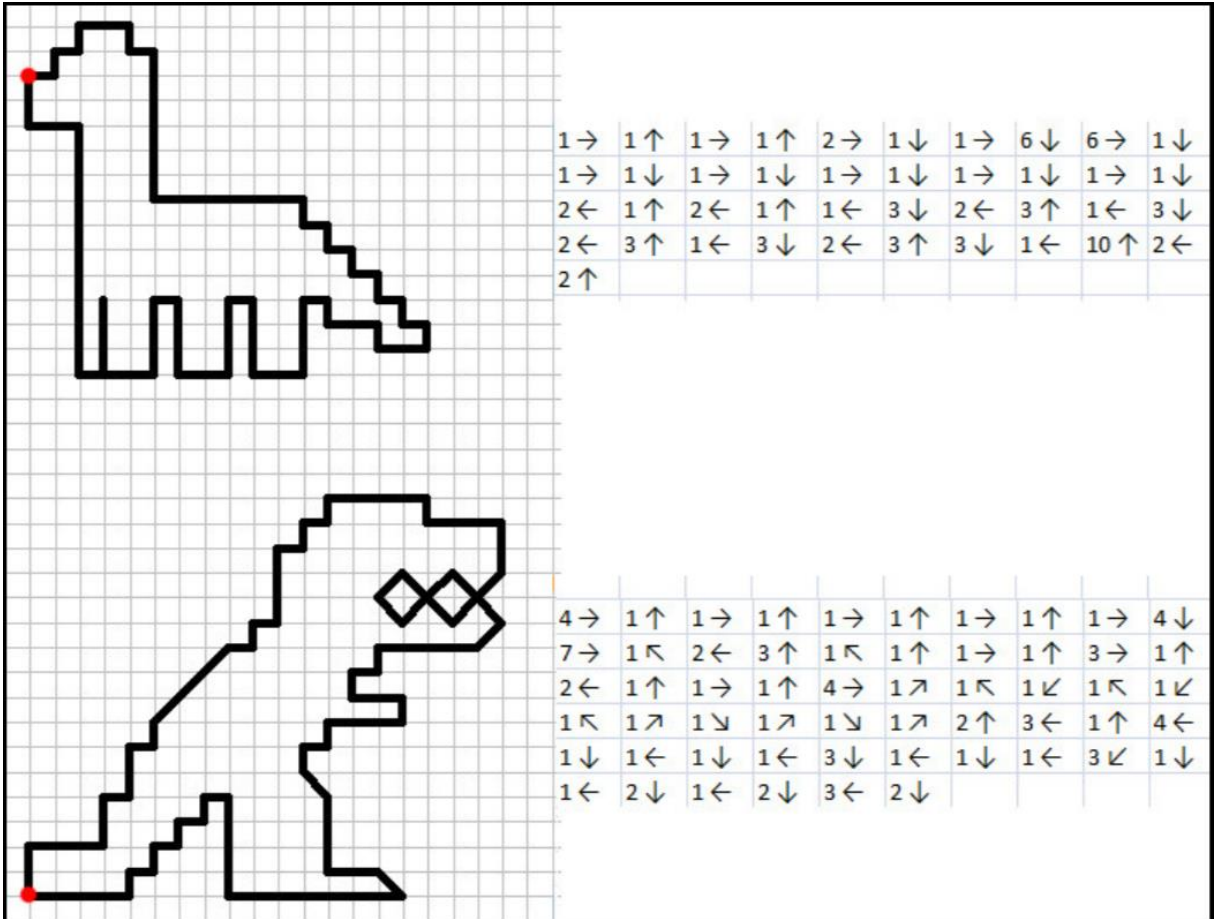 1→ 1↑ 1→ 1↑ 2→ 1↓ 1→ 6↓ 6→ 1↓
1→ 1↓ 1→ 1↓ 1→ 1↓ 1→ 1↓ 1→ 1↓
2← 1↑ 2← 1↑ 1← 3↓ 2← 3↑ 1← 3↓
2← 3↑ 1← 3↓ 2← 3↑ 3↓ 1← 10↑ 2←
2↑
4→ 1↑ 1→ 1↑ 1→ 1↑ 1→ 1↑ 1→ 4↓
7→ 1↖ 2← 3↑ 1↖ 1↑ 1→ 1↑ 3→ 1↑
2← 1↑ 1→ 1↑ 4→ 1↗ 1↖ 1↙ 1↖ 1↙
1↖ 1↗ 1↘ 1↗ 1↘ 1↗ 2↑ 3← 1↑ 4←
1↓ 1← 1↓ 1← 3↓ 1← 1↓ 1← 3↙ 1↓
1← 2↓ 1← 2↓ 3← 2↓